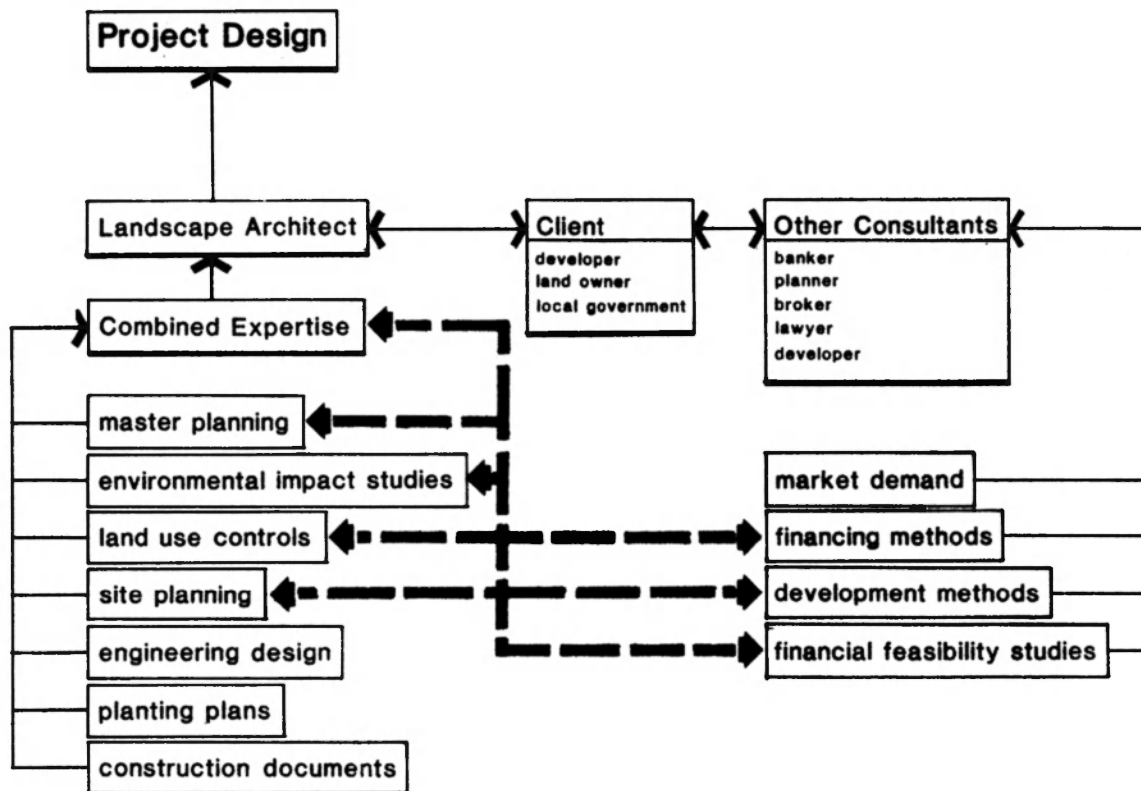 Project Design
Landscape Architect
Client
developer
land owner
local government
Other Consultants
banker
planner
broker
lawyer
developer
Combined Expertise
master planning
environmental impact studies
land use controls
site planning
engineering design
planting plans
construction documents
market demand
financing methods
development methods
financial feasibility studies